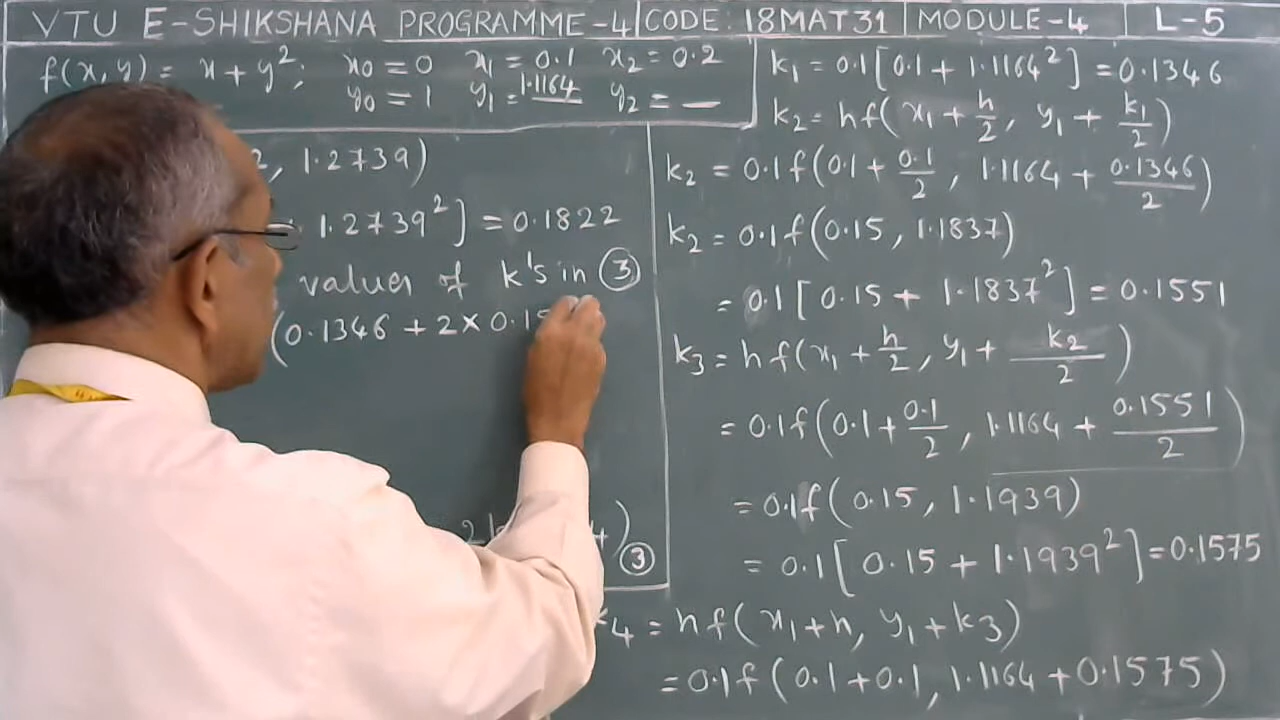 VTU E-SHIKSHANA PROGRAMME-4 | CODE: 18MAT31 | MODULE-4 | L-5
f(x,y) = x+y²; x₀ = 0 x₁ = 0.1 x₂ = 0.2
y₀ = 1 y₁ = 1.1164 y₂ = —
, 1.2739)
1.2739²] = 0.1822
values of k's in ③
(0.1346 + 2 × 0.15
③
k₁ = 0.1[0.1 + 1.1164²] = 0.1346
k₂ = hf(x₁ + h/2, y₁ + k₁/2)
k₂ = 0.1f(0.1 + 0.1/2, 1.1164 + 0.1346/2)
k₂ = 0.1f(0.15, 1.1837)
= 0.1[0.15 + 1.1837²] = 0.1551
k₃ = hf(x₁ + h/2, y₁ + k₂/2)
= 0.1f(0.1 + 0.1/2, 1.1164 + 0.1551/2)
= 0.1f(0.15, 1.1939)
= 0.1[0.15 + 1.1939²] = 0.1575
k₄ = hf(x₁+h, y₁+k₃)
= 0.1f(0.1+0.1, 1.1164+0.1575)